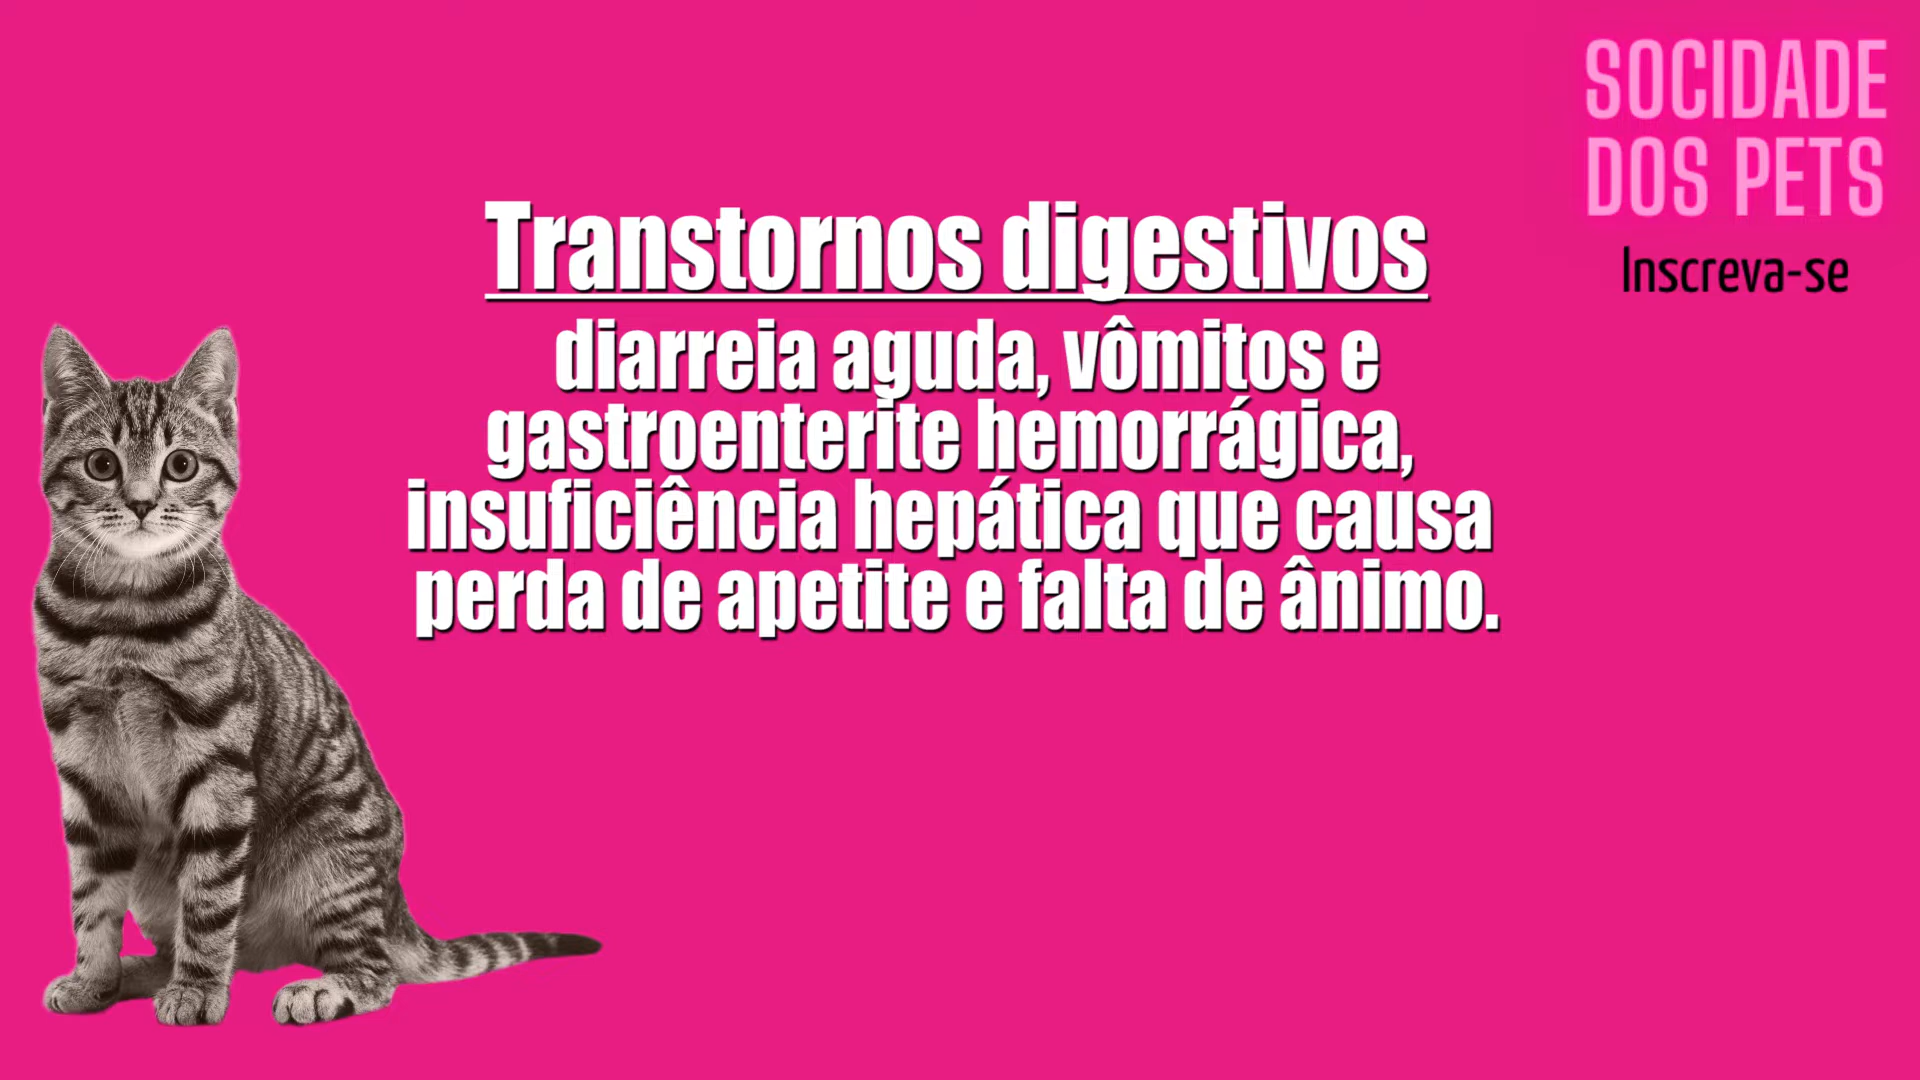 SOCIDADE
DOS PETS
Inscreva-se
Transtornos digestivos
diarreia aguda, vômitos e
gastroenterite hemorrágica,
insuficiência hepática que causa
perda de apetite e falta de ânimo.